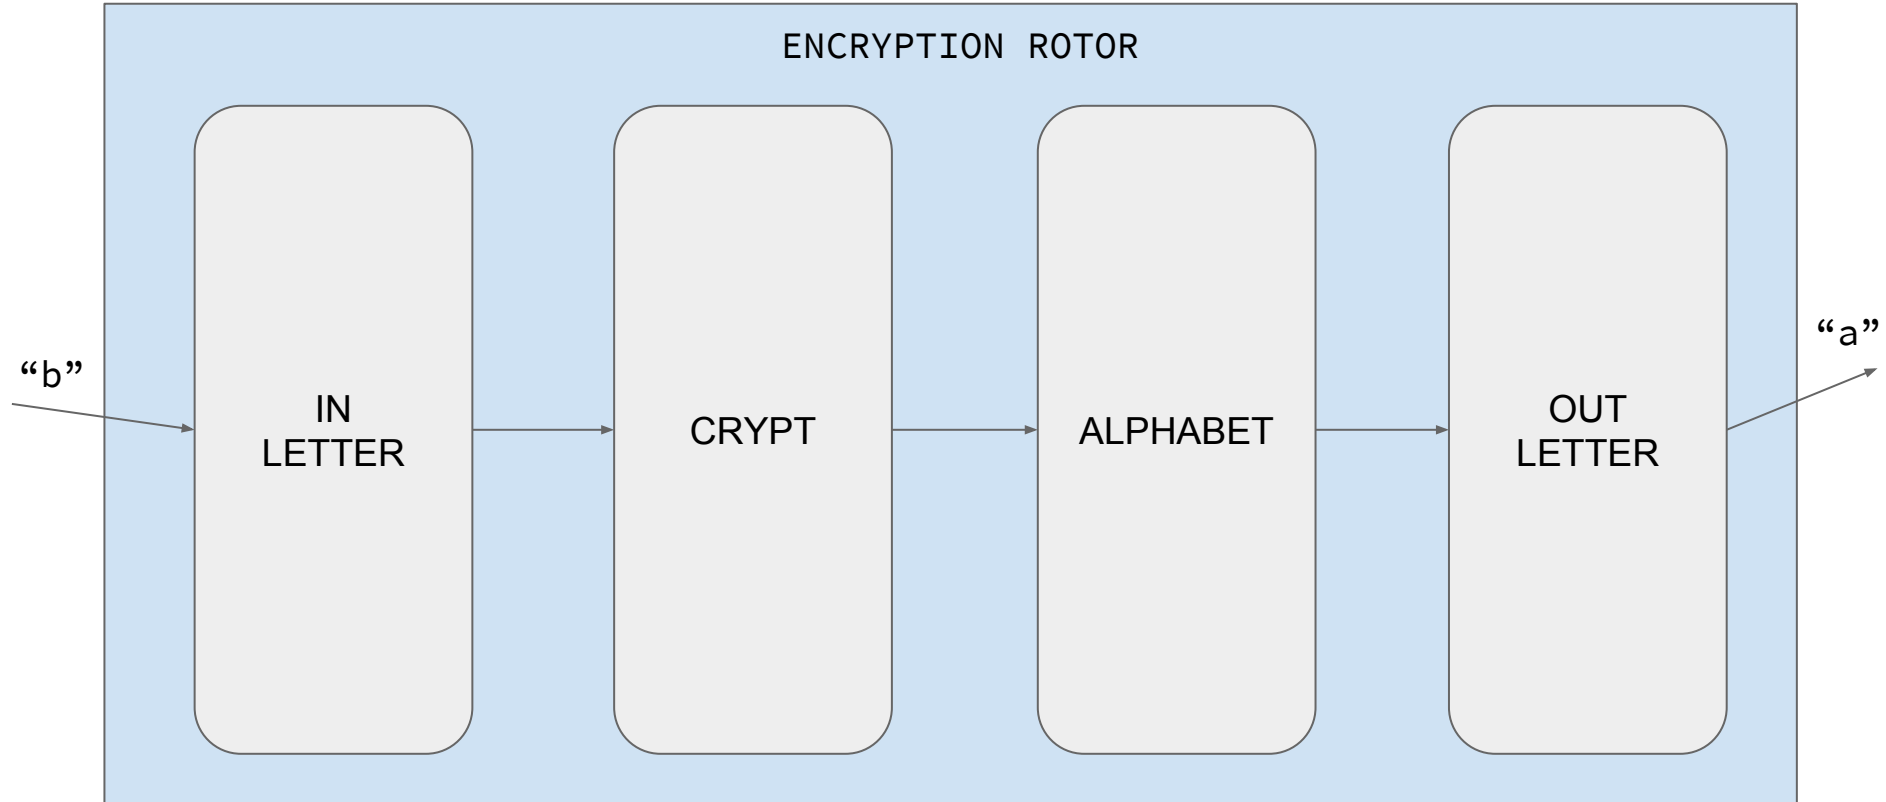 ENCRYPTION ROTOR
“b”
IN
LETTER
CRYPT
ALPHABET
OUT
LETTER
“a”